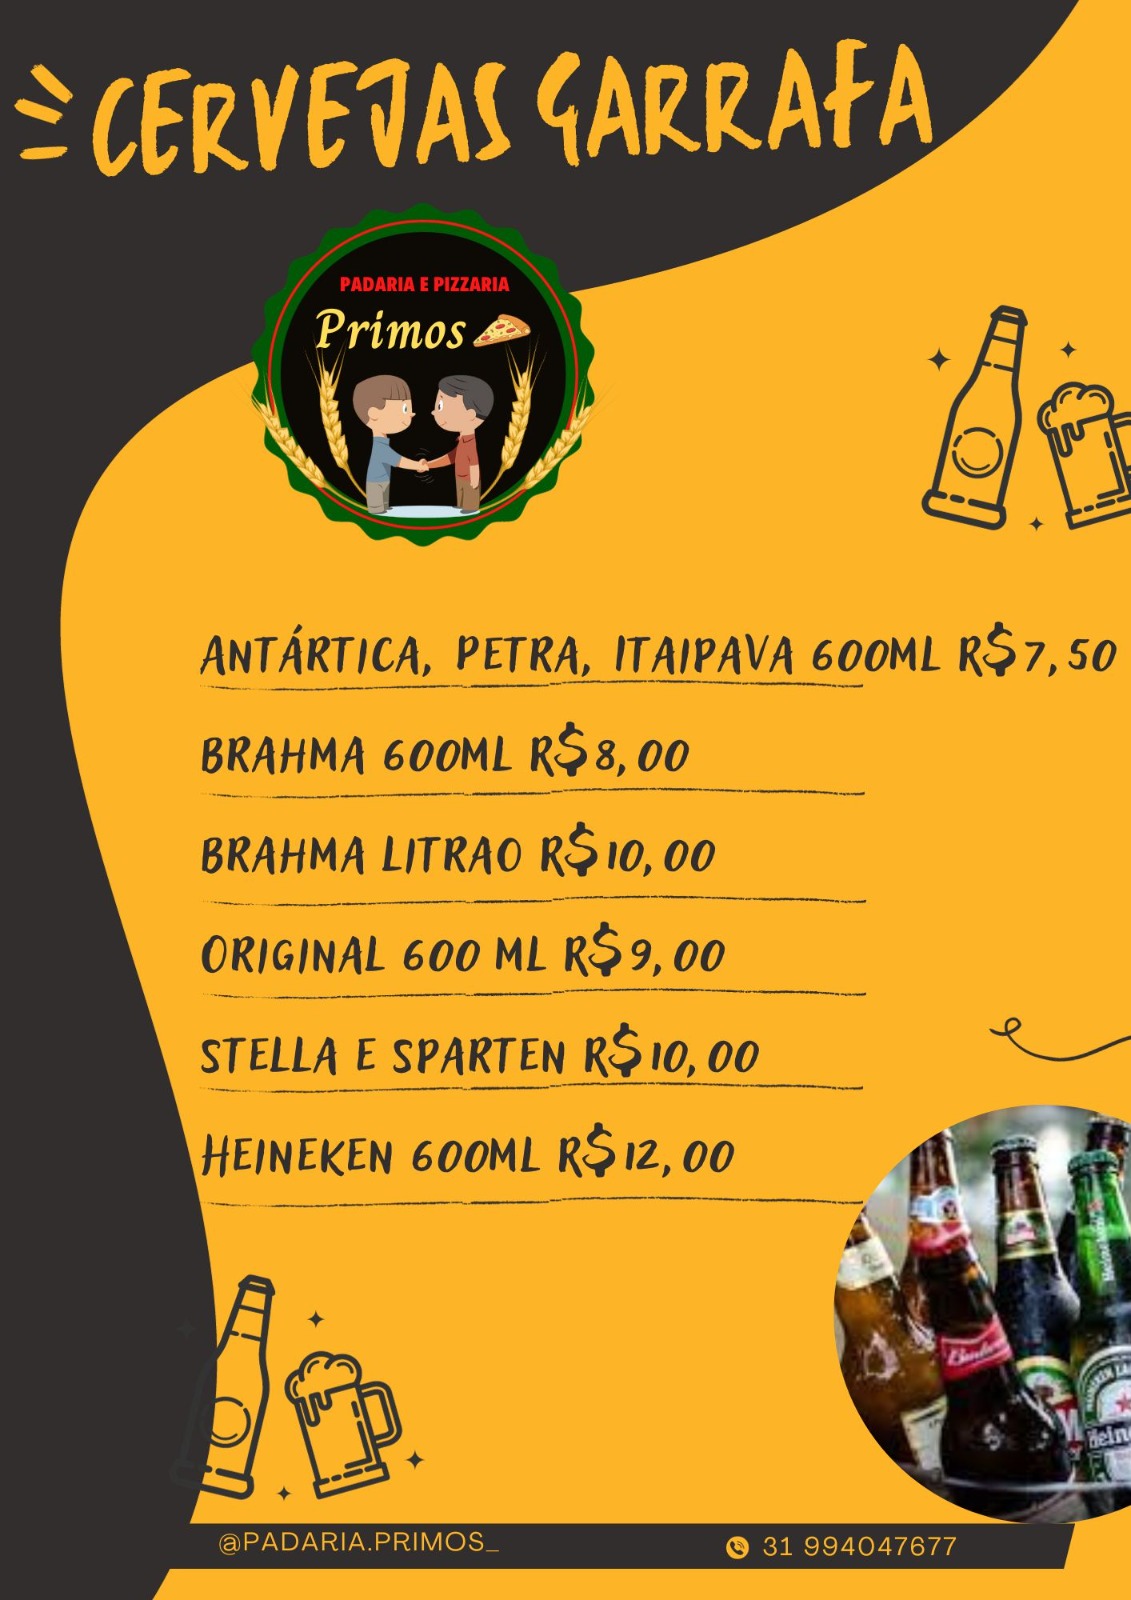 CERVEJAS GARRAFA
PADARIA E PIZZARIA
Primos
ANTÁRTICA, PETRA, ITAIPAVA 600ML R$7,50
BRAHMA 600ML R$8,00
BRAHMA LITRAO R$10,00
ORIGINAL 600 ML R$9,00
STELLA E SPARTEN R$10,00
HEINEKEN 600ML R$12,00
@PADARIA.PRIMOS_
31 994047677